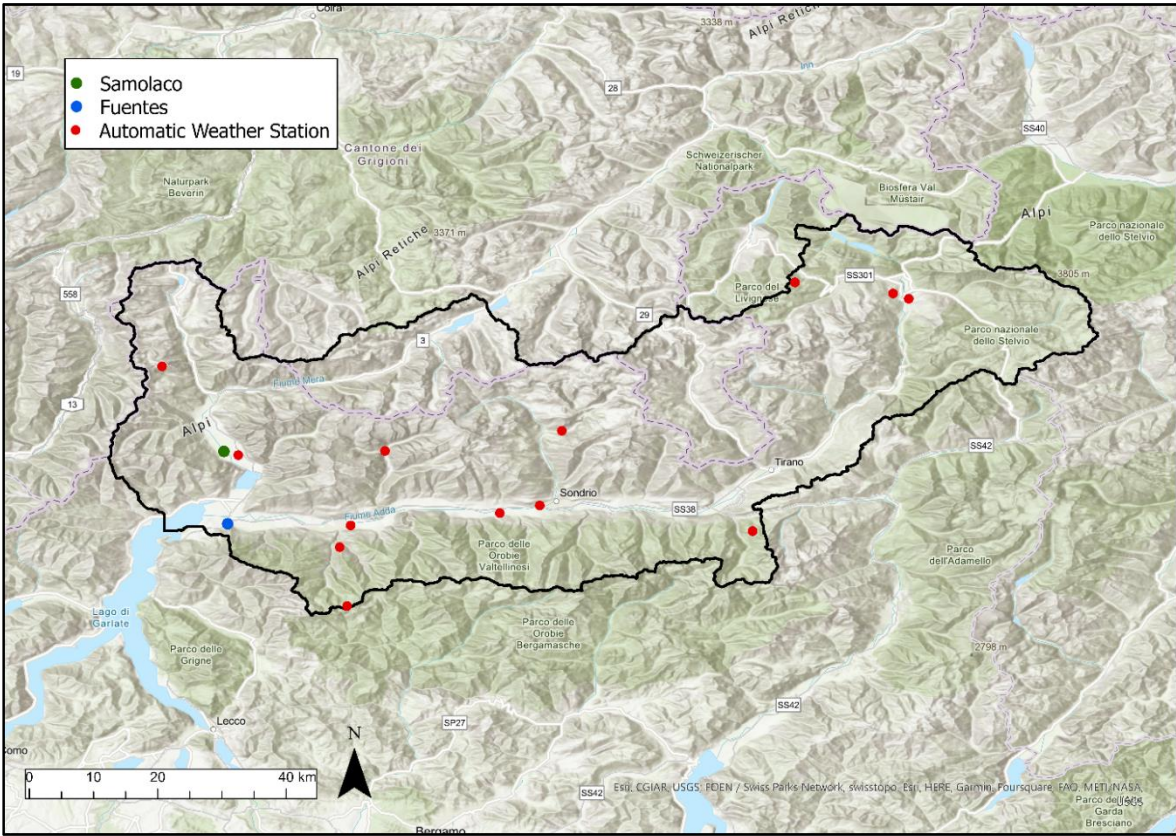 Coira
3338 m
Alpi Retiche
Inn
19
28
SS40
Samolaco
Fuentes
Automatic Weather Station
Cantone dei
Grigioni
Schweizerischer
Nationalpark
Naturpark
Beverin
Biosfera Val
Müstair
Alpi
Parco nazionale
dello Stelvio
3371 m
Alpi Retiche
558
SS301
3805 m
Parco del
Livignese
29
3
Parco nazionale
dello Stelvio
Fiume Mera
13
Alpi
SS42
Tirano
Sondrio
SS38
Fiume Adda
Parco delle
Orobie
Valtellinesi
Parco
dell'Adamello
Lago di
Garlate
Parco delle
Orobie
Bergamasche
Parco delle
Grigne
2798 m
Lecco
SP27
SS42
N
Como
0 10 20 40 km
SS42
Esri, CGIAR, USGS, FDEN / Swiss Parks Network, swisstopo, Esri, HERE, Garmin, Foursquare, FAO, METI/NASA,
USGS
Parco dell'Alto
Garda
Bresciano
Bergamo